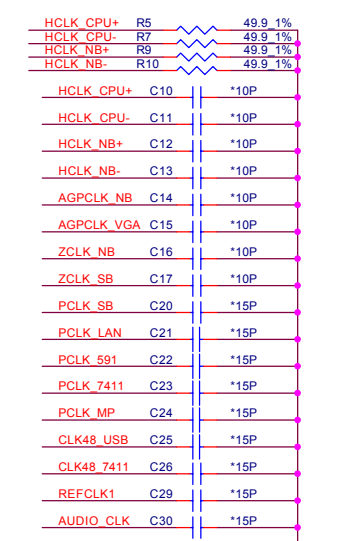 HCLK_CPU+ R5 49.9_1%
HCLK_CPU- R7 49.9_1%
HCLK_NB+ R9 49.9_1%
HCLK_NB- R10 49.9_1%
HCLK_CPU+ C10 *10P
HCLK_CPU- C11 *10P
HCLK_NB+ C12 *10P
HCLK_NB- C13 *10P
AGPCLK_NB C14 *10P
AGPCLK_VGA C15 *10P
ZCLK_NB C16 *10P
ZCLK_SB C17 *10P
PCLK_SB C20 *15P
PCLK_LAN C21 *15P
PCLK_591 C22 *15P
PCLK_7411 C23 *15P
PCLK_MP C24 *15P
CLK48_USB C25 *15P
CLK48_7411 C26 *15P
REFCLK1 C29 *15P
AUDIO_CLK C30 *15P